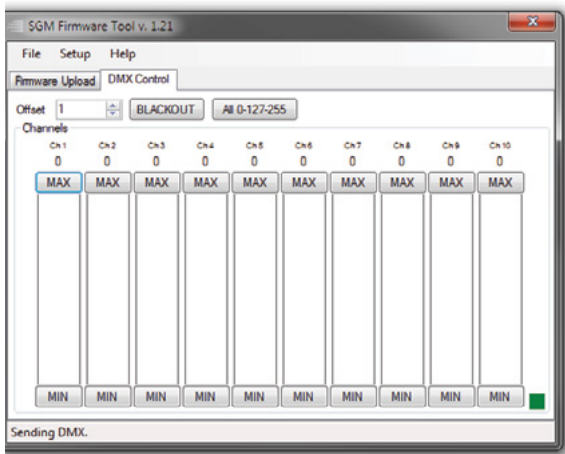 SGM Firmware Tool v. 1.21
File Setup Help
Firmware Upload DMX Control
Offset 1 BLACKOUT All 0-127-255
Channels
Ch 1 Ch 2 Ch 3 Ch 4 Ch 5 Ch 6 Ch 7 Ch 8 Ch 9 Ch 10
0 0 0 0 0 0 0 0 0 0
MAX MAX MAX MAX MAX MAX MAX MAX MAX MAX
MIN MIN MIN MIN MIN MIN MIN MIN MIN MIN
Sending DMX.